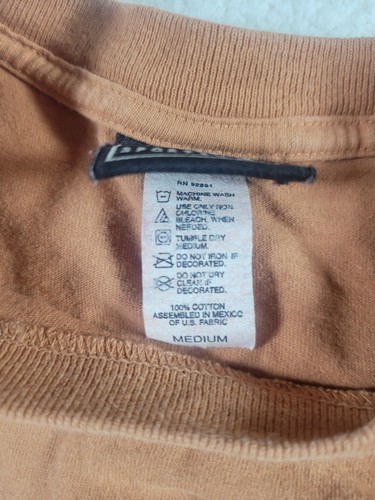 RN 92891
MACHINE WASH
WARM.
USE ONLY NON
CHLORINE
BLEACH, WHEN
NEEDED.
TUMBLE DRY
MEDIUM.
DO NOT IRON IF
DECORATED.
DO NOT DRY
CLEAN IF
DECORATED.
100% COTTON
ASSEMBLED IN MEXICO
OF U.S. FABRIC
MEDIUM